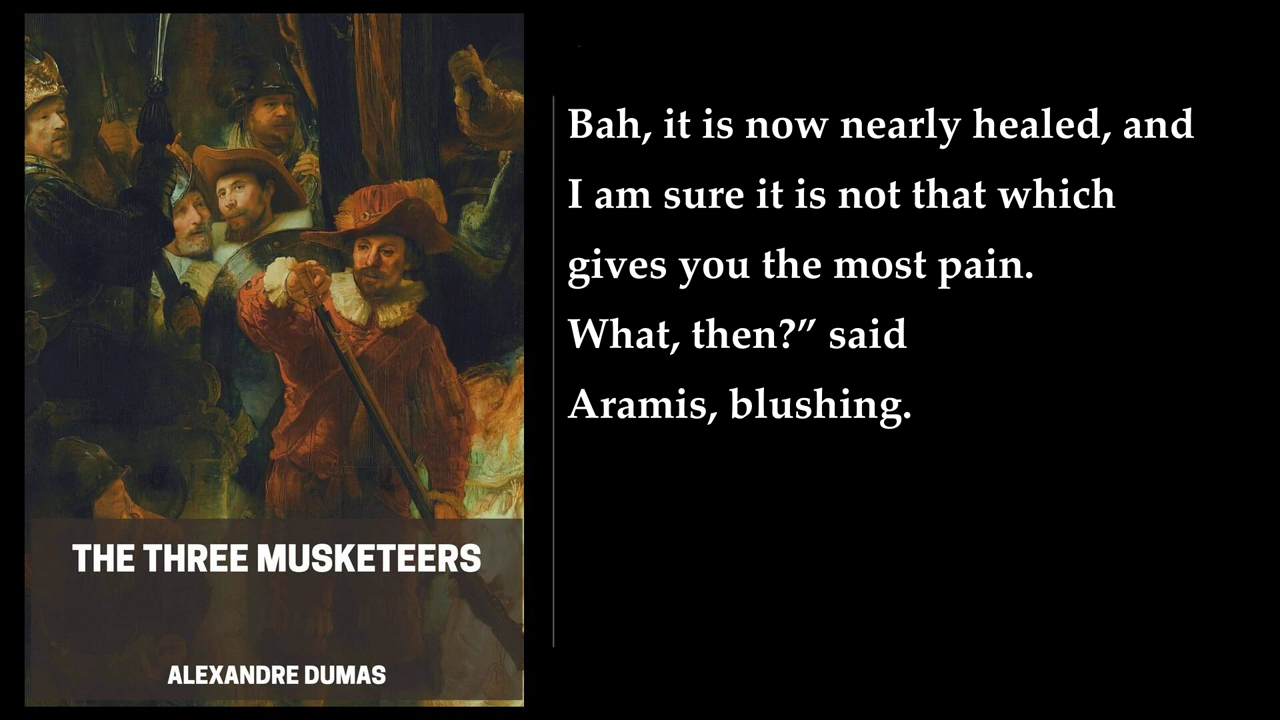 THE THREE MUSKETEERS
ALEXANDRE DUMAS
Bah, it is now nearly healed, and
I am sure it is not that which
gives you the most pain.
What, then?” said
Aramis, blushing.